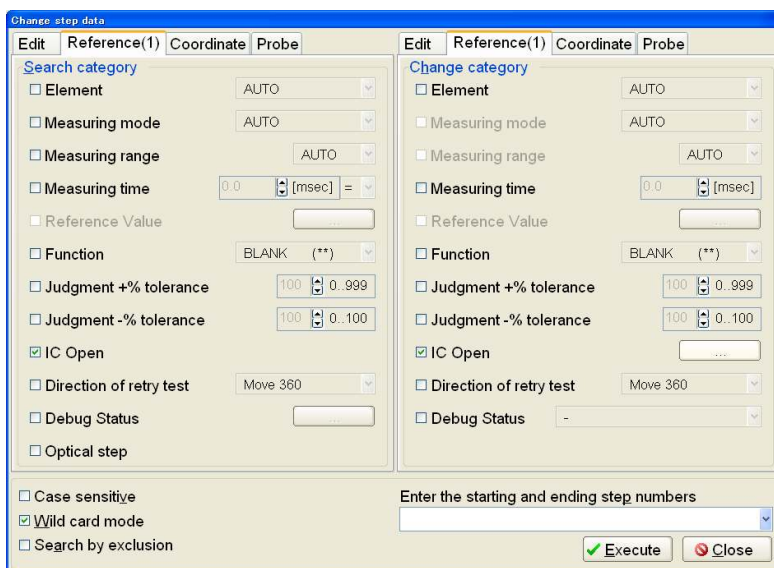 Change step data
Edit Reference(1) Coordinate Probe
Search category
Element AUTO
Measuring mode AUTO
Measuring range AUTO
Measuring time 0.0 [msec] =
Reference Value ...
Function BLANK (**)
Judgment +% tolerance 100 0..999
Judgment -% tolerance 100 0..100
IC Open
Direction of retry test Move 360
Debug Status ...
Optical step
Edit Reference(1) Coordinate Probe
Change category
Element AUTO
Measuring mode AUTO
Measuring range AUTO
Measuring time 0.0 [msec]
Reference Value ...
Function BLANK (**)
Judgment +% tolerance 100 0..999
Judgment -% tolerance 100 0..100
IC Open ...
Direction of retry test Move 360
Debug Status -
Case sensitive
Wild card mode
Search by exclusion
Enter the starting and ending step numbers
Execute Close